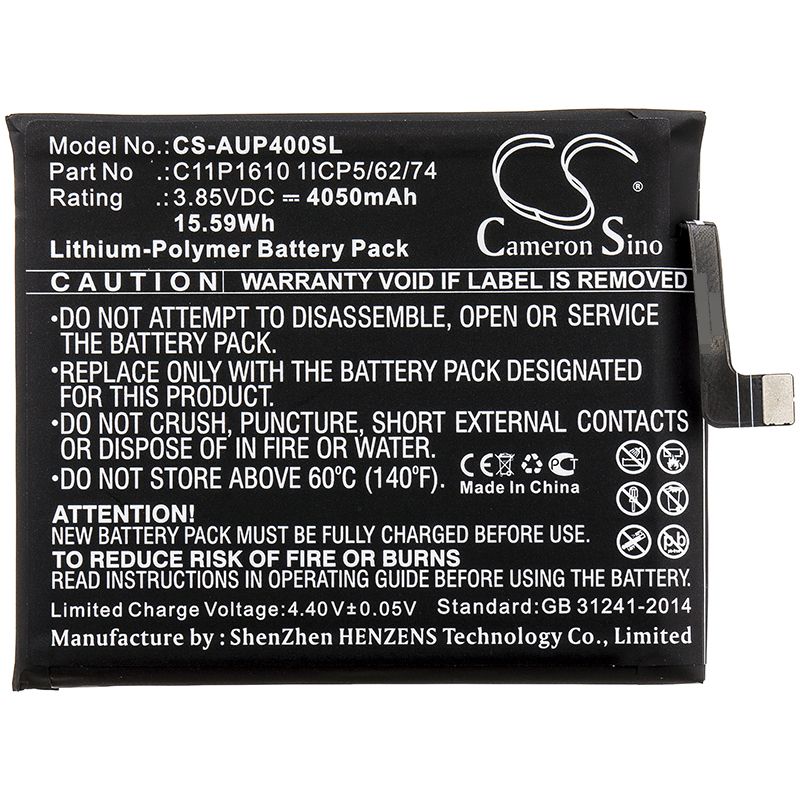 Model No.: CS-AUP400SL
Part No : C11P1610 1ICP5/62/74
Rating : 3.85VDC ⎓ 4050mAh
15.59Wh
Lithium-Polymer Battery Pack
CS
®
Cameron Sino
CAUTION WARRANTY VOID IF LABEL IS REMOVED
•DO NOT ATTEMPT TO DISASSEMBLE, OPEN OR SERVICE
THE BATTERY PACK.
•REPLACE ONLY WITH THE BATTERY PACK DESIGNATED
FOR THIS PRODUCT.
•DO NOT CRUSH, PUNCTURE, SHORT EXTERNAL CONTACTS
OR DISPOSE OF IN FIRE OR WATER.
•DO NOT STORE ABOVE 60°C (140°F).
CE
Made In China
Pb
ATTENTION!
NEW BATTERY PACK MUST BE FULLY CHARGED BEFORE USE.
TO REDUCE RISK OF FIRE OR BURNS
READ INSTRUCTIONS IN OPERATING GUIDE BEFORE USE.
Limited Charge Voltage: 4.40V±0.05V Standard: GB 31241-2014
Manufacture by: ShenZhen HENZENS Technology Co., Limited